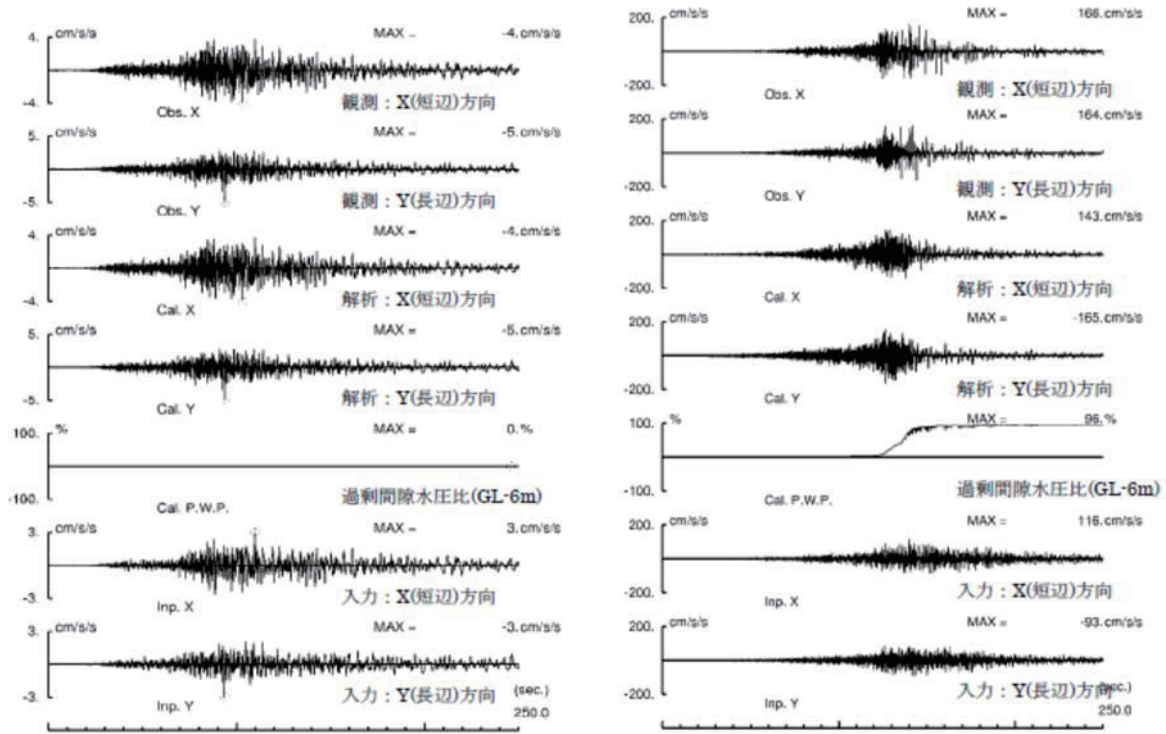 4. cm/s/s MAX = -4. cm/s/s
-4.
Obs. X 観測：X(短辺)方向
5. cm/s/s MAX = -5. cm/s/s
-5.
Obs. Y 観測：Y(長辺)方向
4. cm/s/s MAX = -4. cm/s/s
-4.
Cal. X 解析：X(短辺)方向
5. cm/s/s MAX = -5. cm/s/s
-5.
Cal. Y 解析：Y(長辺)方向
100. % MAX = 0. %
-100.
Cal. P.W.P. 過剰間隙水圧比(GL-6m)
3. cm/s/s MAX = 3. cm/s/s
-3.
Inp. X 入力：X(短辺)方向
3. cm/s/s MAX = -3. cm/s/s
-3.
Inp. Y 入力：Y(長辺)方向
(sec.)
250.0
200. cm/s/s MAX = 166. cm/s/s
-200.
Obs. X 観測：X(短辺)方向
200. cm/s/s MAX = 164. cm/s/s
-200.
Obs. Y 観測：Y(長辺)方向
200. cm/s/s MAX = 143. cm/s/s
-200.
Cal. X 解析：X(短辺)方向
200. cm/s/s MAX = -165. cm/s/s
-200.
Cal. Y 解析：Y(長辺)方向
100. % MAX = 96. %
-100.
Cal. P.W.P. 過剰間隙水圧比(GL-6m)
200. cm/s/s MAX = 116. cm/s/s
-200.
Inp. X 入力：X(短辺)方向
200. cm/s/s MAX = -93. cm/s/s
-200.
Inp. Y 入力：Y(長辺)方向
250.0